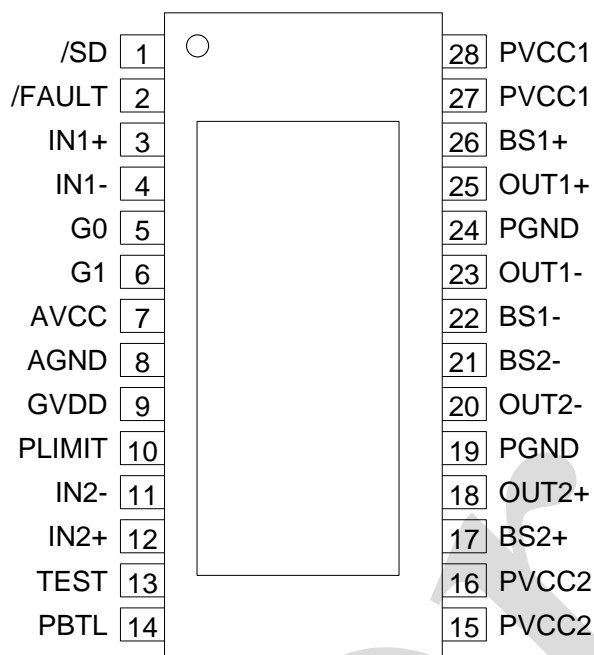 /SD 1 28 PVCC1
/FAULT 2 27 PVCC1
IN1+ 3 26 BS1+
IN1- 4 25 OUT1+
G0 5 24 PGND
G1 6 23 OUT1-
AVCC 7 22 BS1-
AGND 8 21 BS2-
GVDD 9 20 OUT2-
PLIMIT 10 19 PGND
IN2- 11 18 OUT2+
IN2+ 12 17 BS2+
TEST 13 16 PVCC2
PBTL 14 15 PVCC2